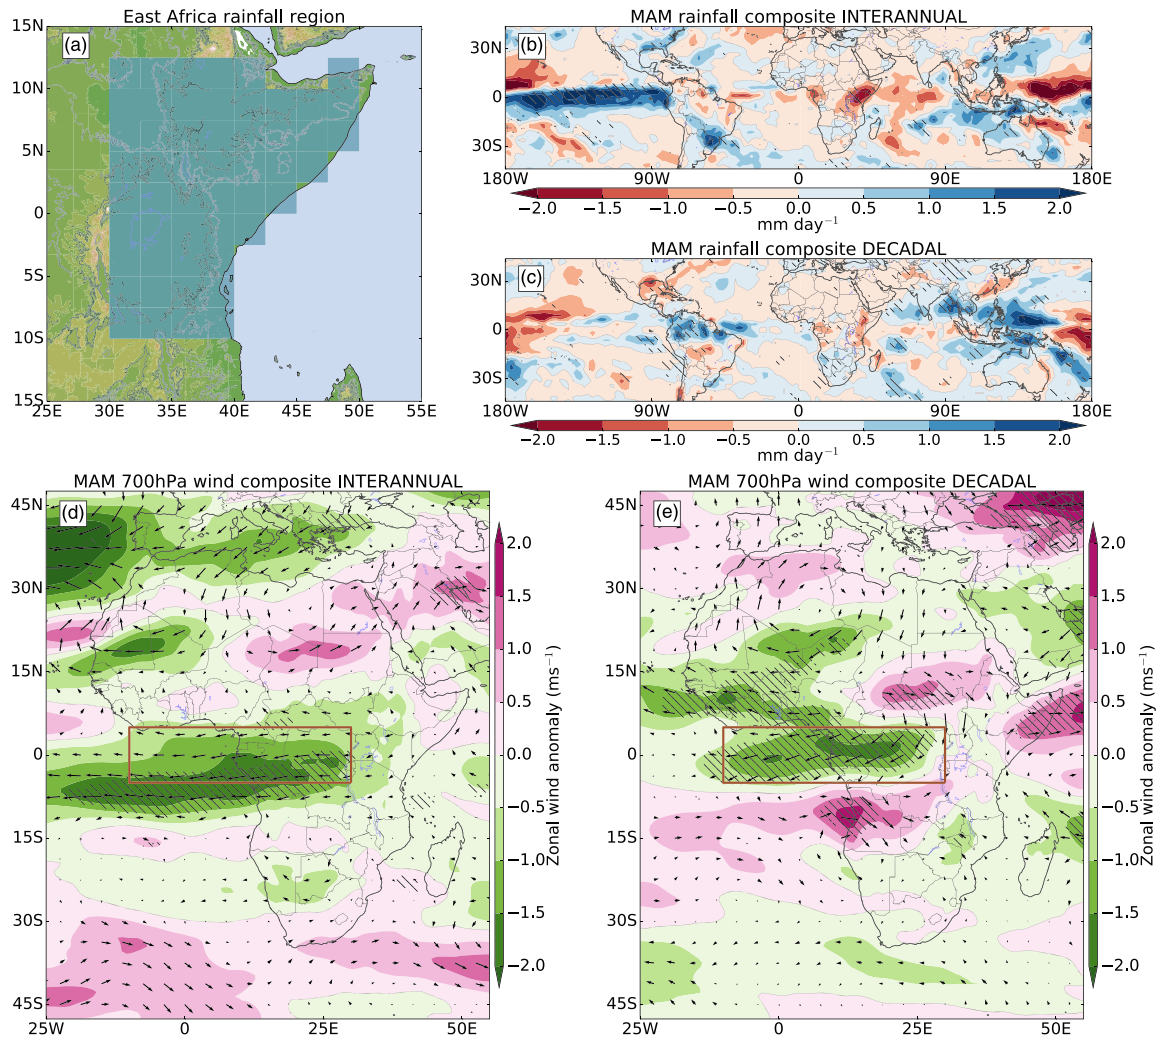 East Africa rainfall region
(a)
15N
10N
5N
0
5S
10S
15S
25E 30E 35E 40E 45E 50E 55E
MAM rainfall composite INTERANNUAL
(b)
30N
0
30S
180W 90W 0 90E 180E
−2.0 −1.5 −1.0 −0.5 0.0 0.5 1.0 1.5 2.0
mm day⁻¹
MAM rainfall composite DECADAL
(c)
30N
0
30S
180W 90W 0 90E 180E
−2.0 −1.5 −1.0 −0.5 0.0 0.5 1.0 1.5 2.0
mm day⁻¹
MAM 700hPa wind composite INTERANNUAL
(d)
45N
30N
15N
0
15S
30S
45S
25W 0 25E 50E
2.0
1.5
1.0
0.5
0.0
−0.5
−1.0
−1.5
−2.0
Zonal wind anomaly (ms⁻¹)
MAM 700hPa wind composite DECADAL
(e)
45N
30N
15N
0
15S
30S
45S
25W 0 25E 50E
2.0
1.5
1.0
0.5
0.0
−0.5
−1.0
−1.5
−2.0
Zonal wind anomaly (ms⁻¹)